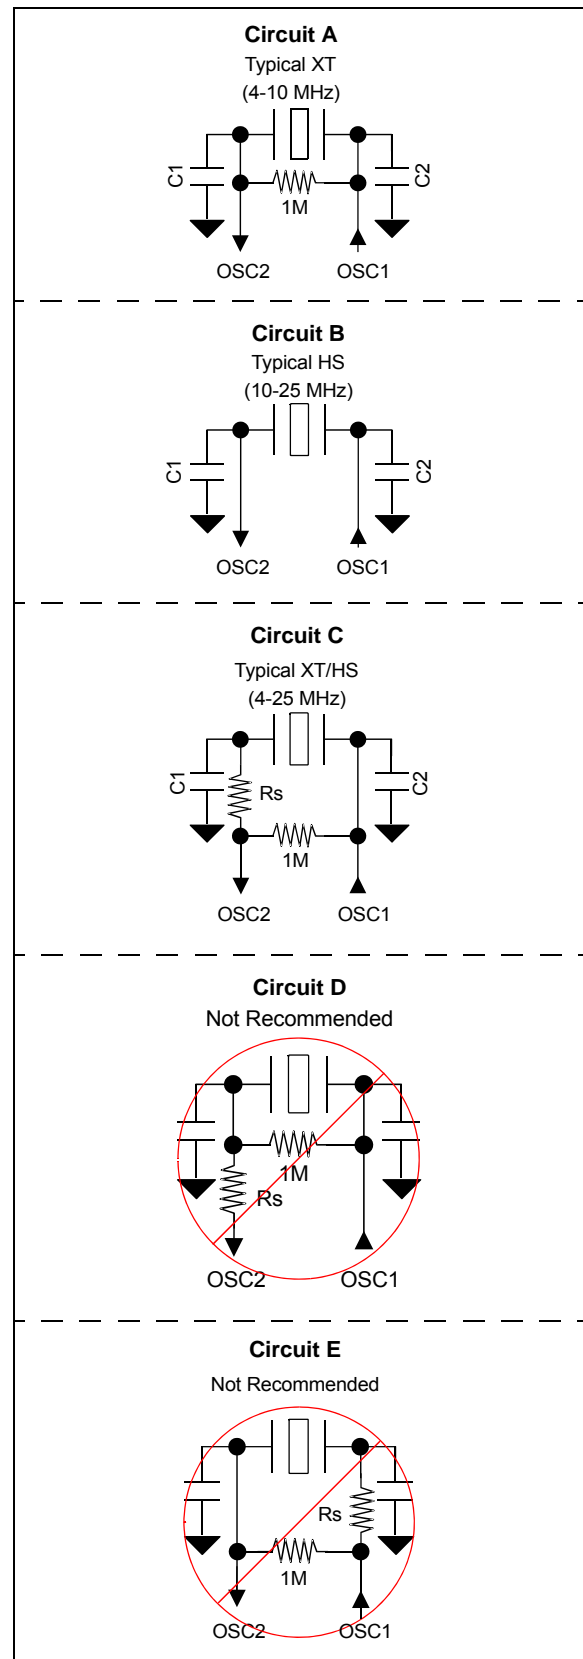 Circuit A
Typical XT
(4-10 MHz)
C1
C2
1M
OSC2 OSC1
Circuit B
Typical HS
(10-25 MHz)
C1
C2
OSC2 OSC1
Circuit C
Typical XT/HS
(4-25 MHz)
C1
Rs
C2
1M
OSC2 OSC1
Circuit D
Not Recommended
1M
Rs
OSC2 OSC1
Circuit E
Not Recommended
Rs
1M
OSC2 OSC1